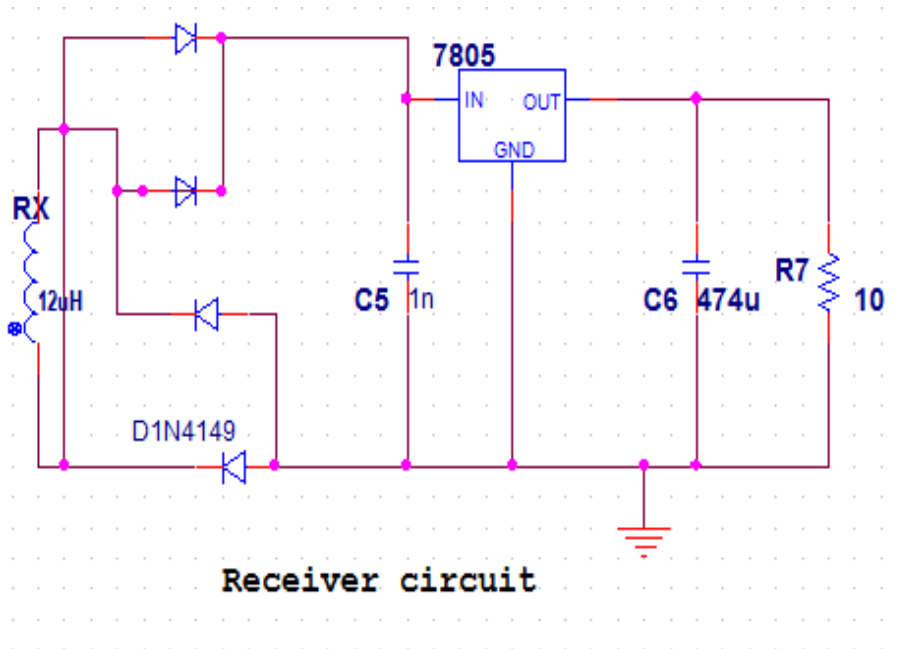 7805
IN OUT
GND
RX
12uH
C5 1n
C6 474u
R7 10
D1N4149
Receiver circuit